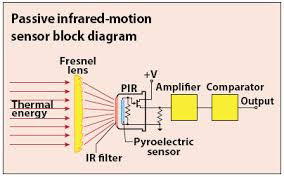 Passive infrared-motion
sensor block diagram
Fresnel
lens
+V
PIR
Amplifier
Comparator
Thermal
energy
Output
Pyroelectric
sensor
IR filter